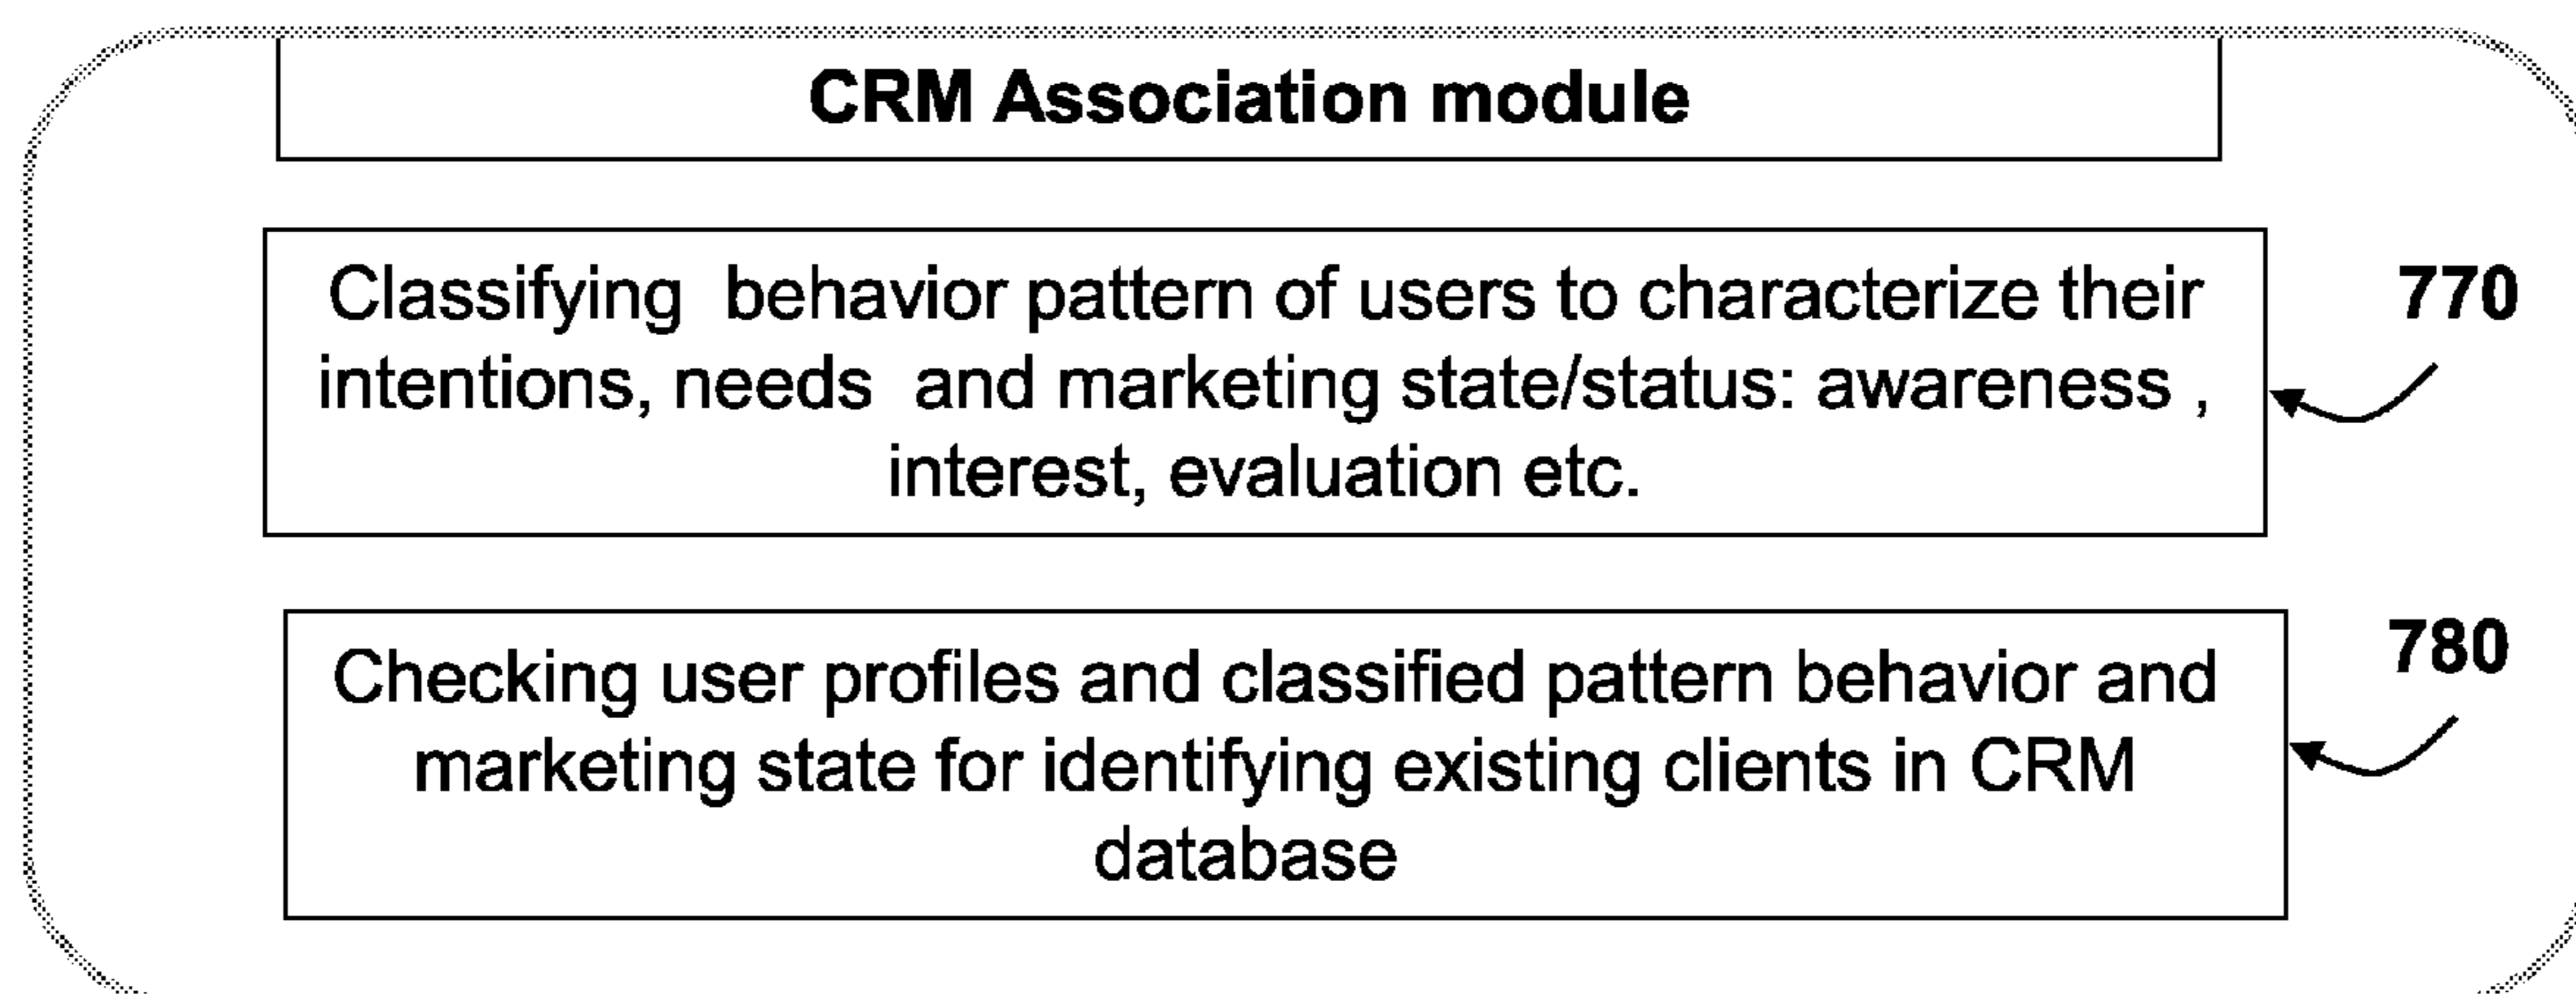 CRM Association module
Classifying behavior pattern of users to characterize their
intentions, needs and marketing state/status: awareness ,
interest, evaluation etc.
770
Checking user profiles and classified pattern behavior and
marketing state for identifying existing clients in CRM
database
780